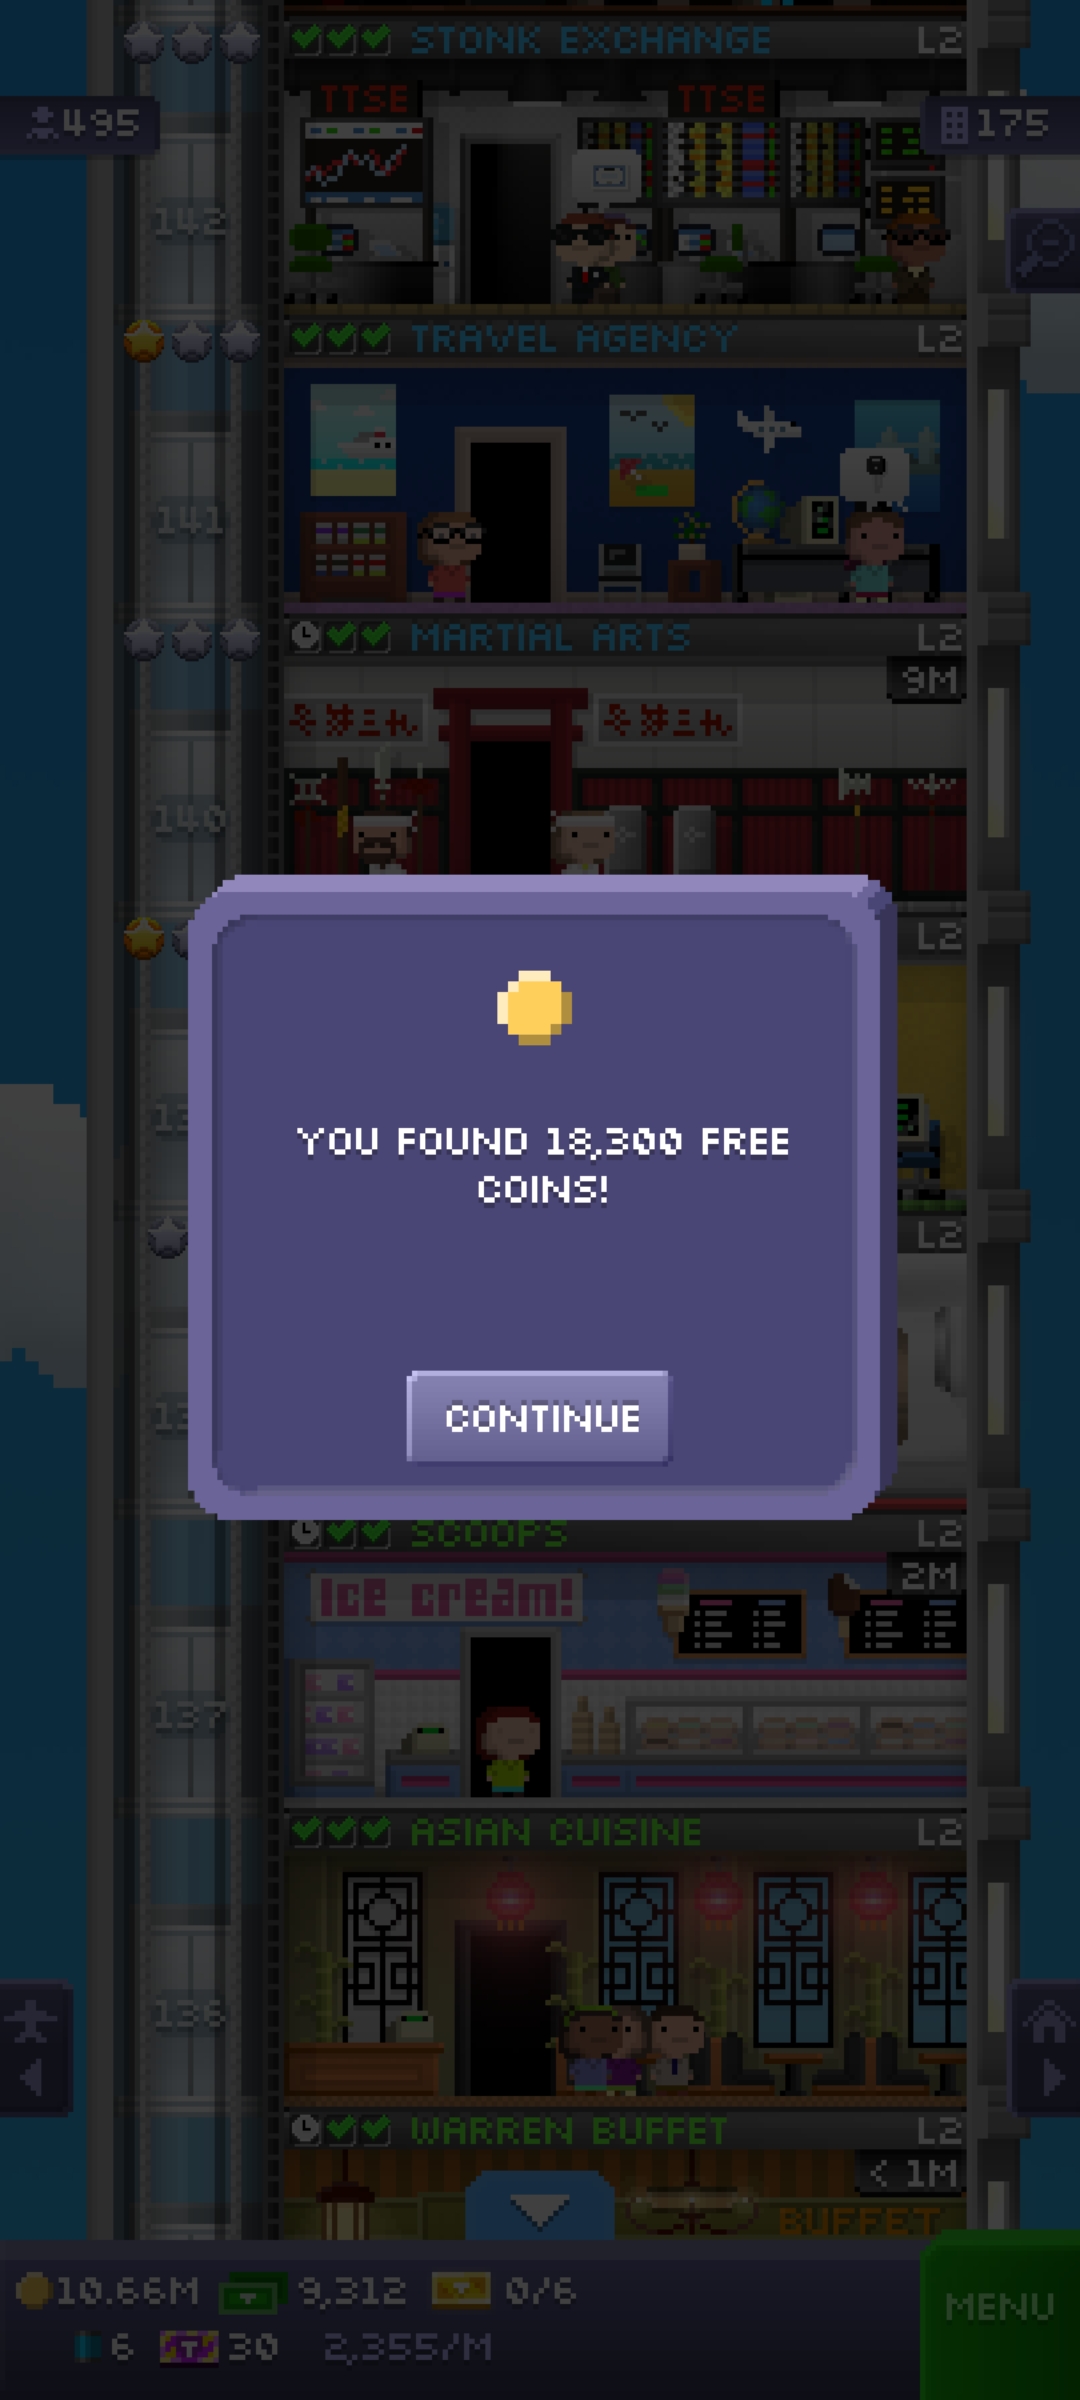 STONK EXCHANGE L2
TTSE TTSE
495 175
142
TRAVEL AGENCY L2
141
MARTIAL ARTS L2
9M
140
L2
YOU FOUND 18,300 FREE
COINS!
L2
CONTINUE
SCOOPS L2
2M
Ice cream!
137
ASIAN CUISINE L2
136
WARREN BUFFET L2
< 1M
BUFFET
10.66M 9,312 0/6
MENU
6 T 30 2,355/M